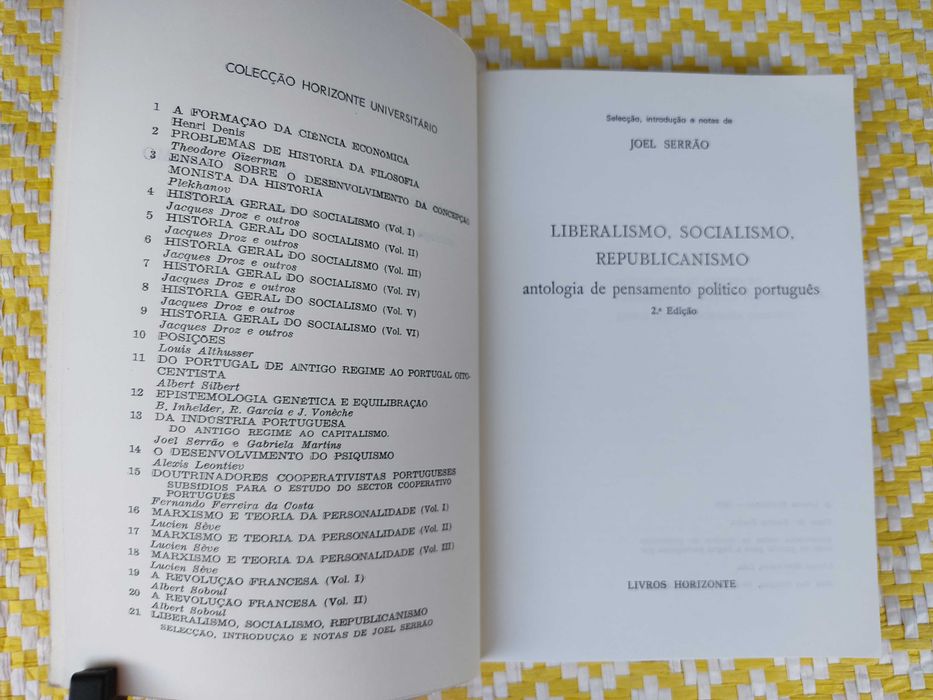 COLECÇÃO HORIZONTE UNIVERSITÁRIO
1 A FORMAÇÃO DA CIÊNCIA ECONÓMICA
Henri Denis
2 PROBLEMAS DE HISTÓRIA DA FILOSOFIA
Theodore Oizerman
3 ENSAIO SOBRE O DESENVOLVIMENTO DA CONCEPÇÃO
MONISTA DA HISTÓRIA
Plekhanov
4 HISTÓRIA GERAL DO SOCIALISMO (Vol. I)
Jacques Droz e outros
5 HISTÓRIA GERAL DO SOCIALISMO (Vol. II)
Jacques Droz e outros
6 HISTÓRIA GERAL DO SOCIALISMO (Vol. III)
Jacques Droz e outros
7 HISTÓRIA GERAL DO SOCIALISMO (Vol. IV)
Jacques Droz e outros
8 HISTÓRIA GERAL DO SOCIALISMO (Vol. V)
Jacques Droz e outros
9 HISTÓRIA GERAL DO SOCIALISMO (Vol. VI)
Jacques Droz e outros
10 POSIÇÕES
Louis Althusser
11 DO PORTUGAL DE ANTIGO REGIME AO PORTUGAL OITO-
CENTISTA
Albert Silbert
12 EPISTEMOLOGIA GENÉTICA E EQUILIBRAÇÃO
B. Inhelder, R. Garcia e J. Vonèche
13 DA INDÚSTRIA PORTUGUESA
DO ANTIGO REGIME AO CAPITALISMO.
Joel Serrão e Gabriela Martins
14 O DESENVOLVIMENTO DO PSIQUISMO
Alexis Leontiev
15 DOUTRINADORES COOPERATIVISTAS PORTUGUESES
SUBSÍDIOS PARA O ESTUDO DO SECTOR COOPERATIVO
PORTUGUÊS
Fernando Ferreira da Costa
16 MARXISMO E TEORIA DA PERSONALIDADE (Vol. I)
Lucien Sève
17 MARXISMO E TEORIA DA PERSONALIDADE (Vol. II)
Lucien Sève
18 MARXISMO E TEORIA DA PERSONALIDADE (Vol. III)
Lucien Sève
19 A REVOLUÇÃO FRANCESA (Vol. I)
Albert Soboul
20 A REVOLUÇÃO FRANCESA (Vol. II)
Albert Soboul
21 LIBERALISMO, SOCIALISMO, REPUBLICANISMO
SELECÇÃO, INTRODUÇÃO E NOTAS DE JOEL SERRÃO
Selecção, introdução e notas de
JOEL SERRÃO
LIBERALISMO, SOCIALISMO,
REPUBLICANISMO
antologia de pensamento político português
2.ª Edição
LIVROS HORIZONTE